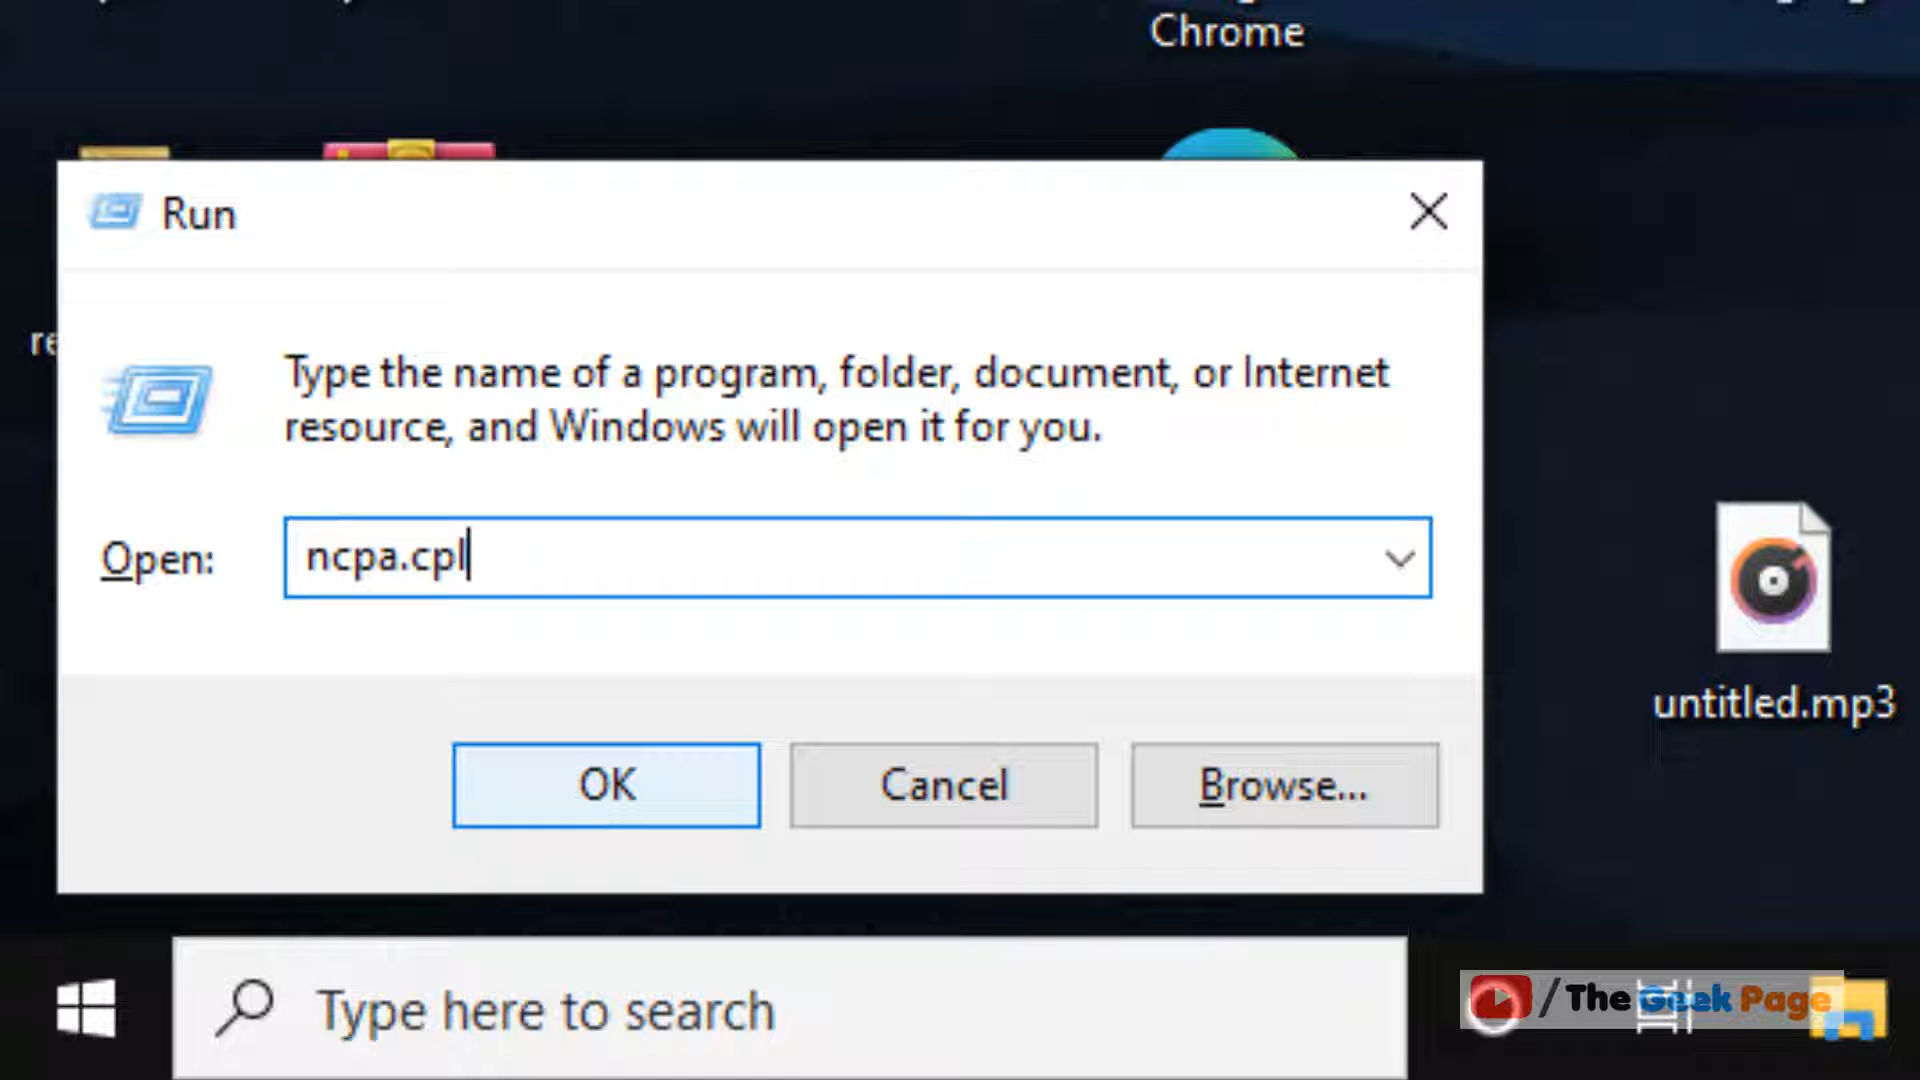 Chrome
Run
re
Type the name of a program, folder, document, or Internet
resource, and Windows will open it for you.
Open: ncpa.cpl
untitled.mp3
OK Cancel Browse...
Type here to search
/The Geek Page